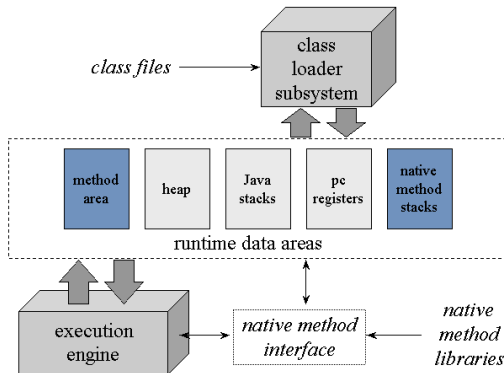 class
loader
subsystem
class files
method
area
heap
Java
stacks
pc
registers
native
method
stacks
runtime data areas
execution
engine
native method
interface
native
method
libraries